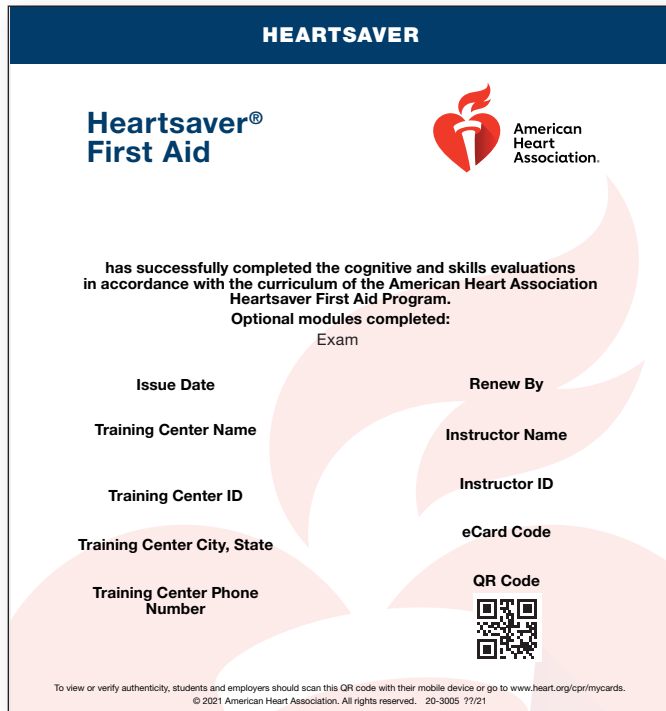 HEARTSAVER
Heartsaver®
First Aid
American
Heart
Association®
has successfully completed the cognitive and skills evaluations
in accordance with the curriculum of the American Heart Association
Heartsaver First Aid Program.
Optional modules completed:
Exam
Issue Date
Renew By
Training Center Name
Instructor Name
Training Center ID
Instructor ID
Training Center City, State
eCard Code
Training Center Phone
Number
QR Code
To view or verify authenticity, students and employers should scan this QR code with their mobile device or go to www.heart.org/cpr/mycards.
© 2021 American Heart Association. All rights reserved. 20-3005 ??/21